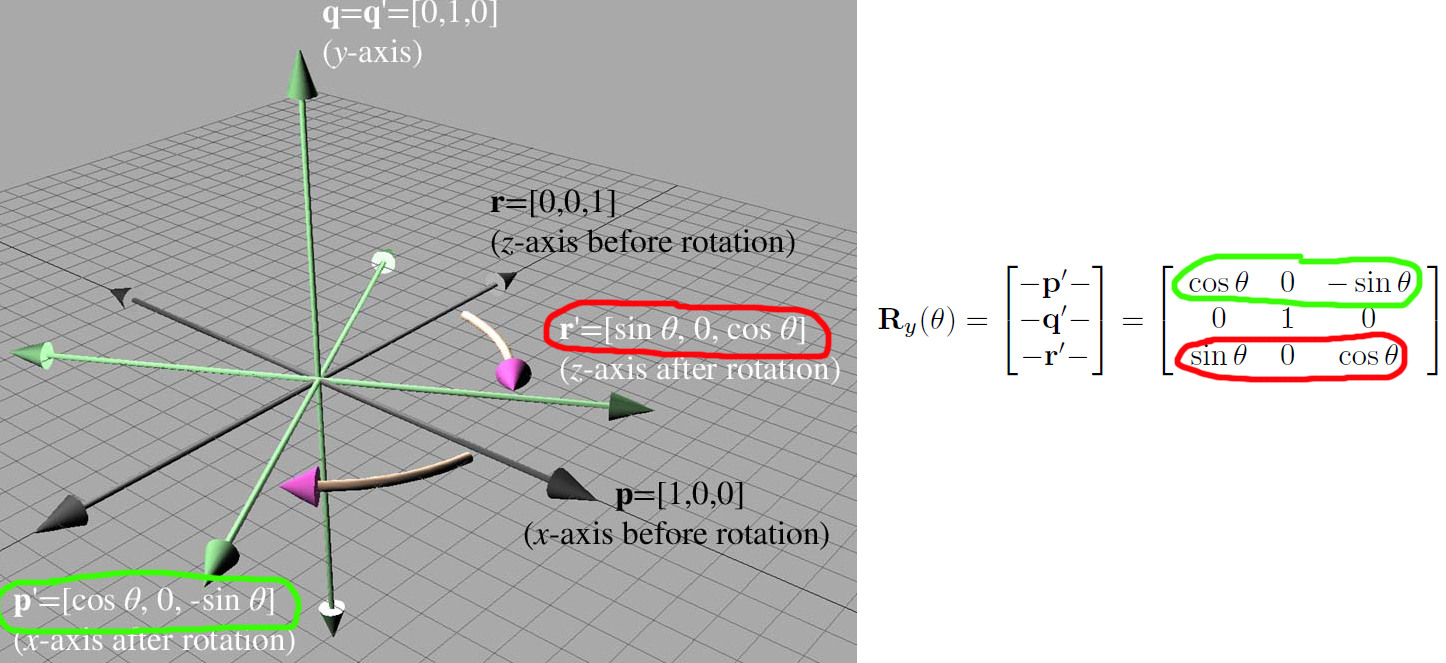 q=q'=[0,1,0]
(y-axis)
r=[0,0,1]
(z-axis before rotation)
r'=[sin θ, 0, cos θ]
(z-axis after rotation)
p=[1,0,0]
(x-axis before rotation)
p'=[cos θ, 0, -sin θ]
(x-axis after rotation)
R_y(θ) = [−p′− −q′− −r′−] = [cos θ 0 − sin θ
0 1 0
sin θ 0 cos θ]